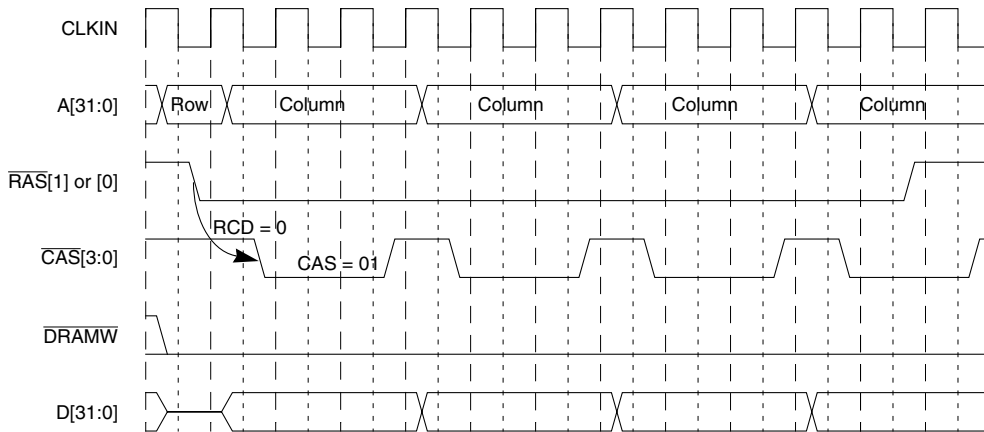 CLKIN
A[31:0]
Row Column Column Column Column
RAS[1] or [0]
RCD = 0
CAS[3:0]
CAS = 01
DRAMW
D[31:0]